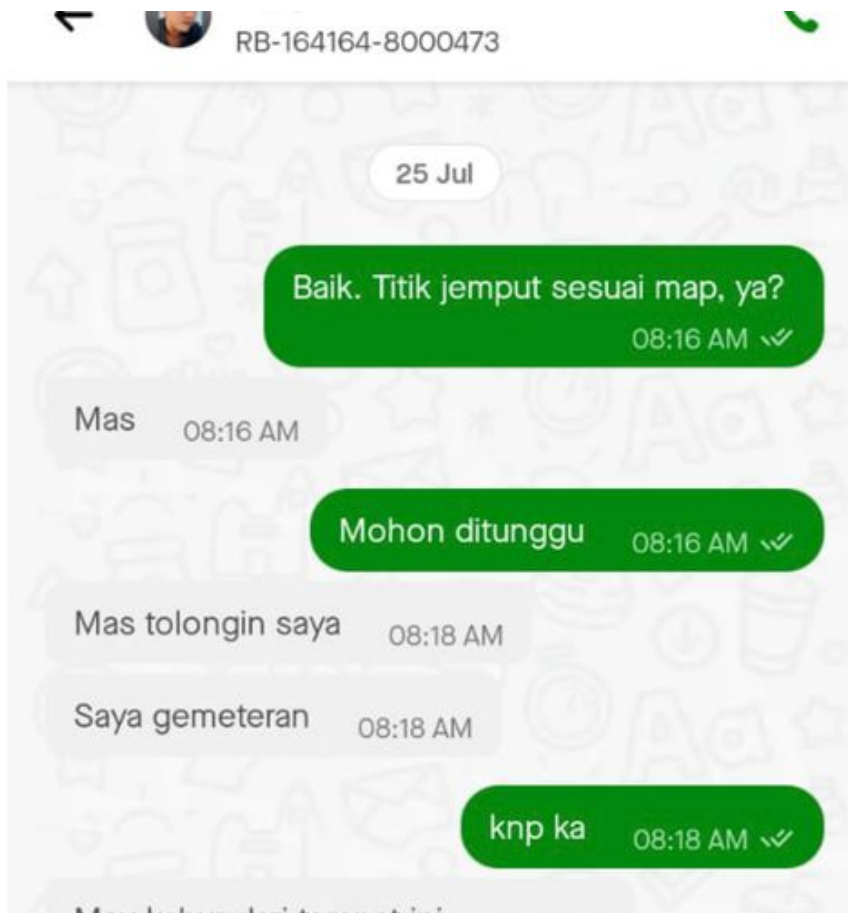 RB-164164-8000473
25 Jul
Baik. Titik jemput sesuai map, ya?
08:16 AM
Mas 08:16 AM
Mohon ditunggu 08:16 AM
Mas tolongin saya 08:18 AM
Saya gemeteran 08:18 AM
knp ka 08:18 AM